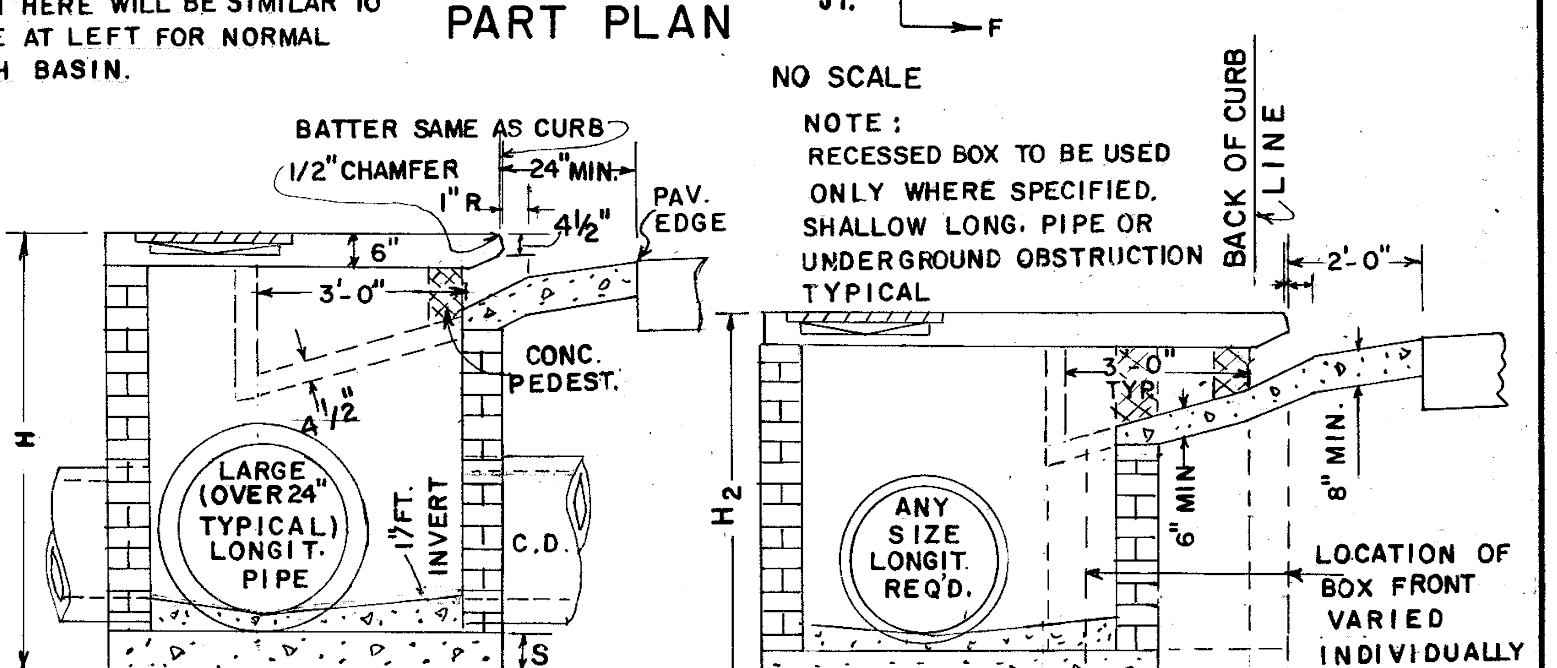 HERE WILL BE SIMILAR TO
AT LEFT FOR NORMAL
BASIN.
PART PLAN
F
NO SCALE
NOTE:
RECESSED BOX TO BE USED
ONLY WHERE SPECIFIED.
SHALLOW LONG. PIPE OR
UNDERGROUND OBSTRUCTION
TYPICAL
BACK OF CURB
LINE
BATTER SAME AS CURB
1/2" CHAMFER
24" MIN.
1" R
4 1/2"
PAV.
EDGE
6"
3'-0"
CONC.
PEDEST.
4 1/2"
H
LARGE
(OVER 24"
TYPICAL)
LONGIT.
PIPE
1"/FT.
INVERT
C.D.
S
2'-0"
3'-0"
TYP.
H2
ANY
SIZE
LONGIT.
REQ'D.
6" MIN
8" MIN.
LOCATION OF
BOX FRONT
VARIED
INDIVIDUALLY